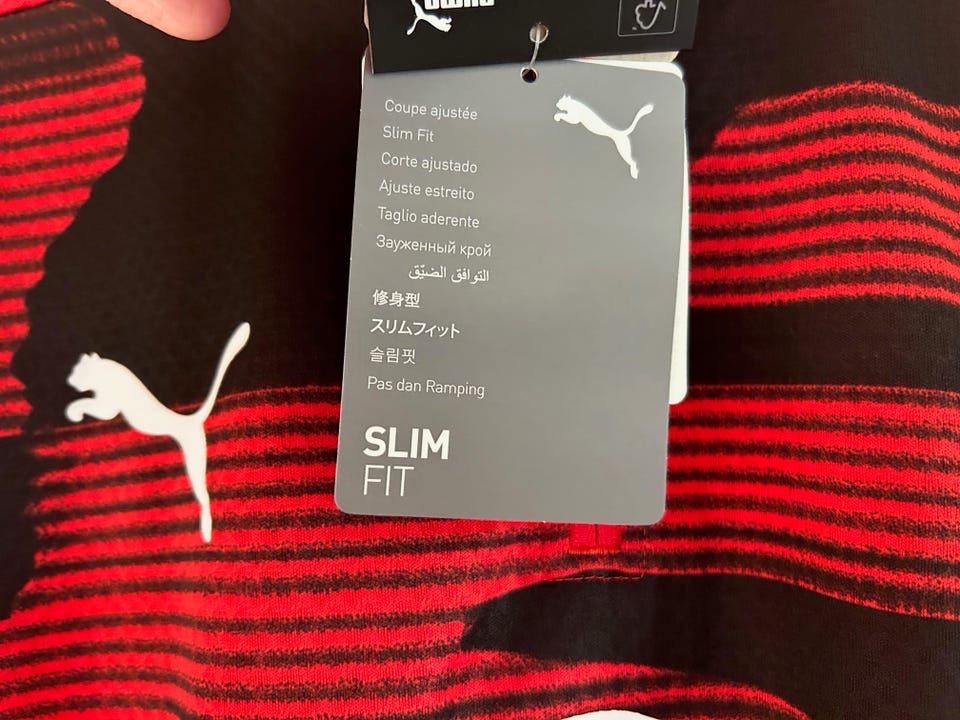 PUMA
Coupe ajustée
Slim Fit
Corte ajustado
Ajuste estreito
Taglio aderente
Зауженный крой
التوافق الضيّق
修身型
スリムフィット
슬림핏
Pas dan Ramping
SLIM
FIT